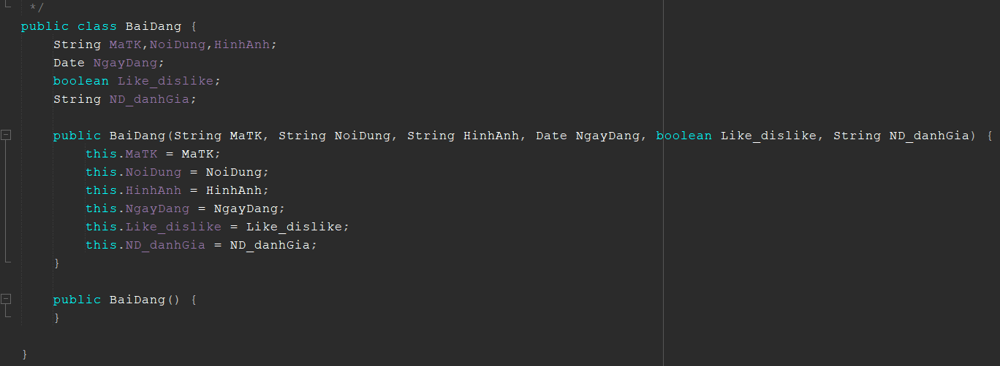 */
public class BaiDang {
    String MaTK,NoiDung,HinhAnh;
    Date NgayDang;
    boolean Like_dislike;
    String ND_danhGia;
    public BaiDang(String MaTK, String NoiDung, String HinhAnh, Date NgayDang, boolean Like_dislike, String ND_danhGia) {
        this.MaTK = MaTK;
        this.NoiDung = NoiDung;
        this.HinhAnh = HinhAnh;
        this.NgayDang = NgayDang;
        this.Like_dislike = Like_dislike;
        this.ND_danhGia = ND_danhGia;
    }
    public BaiDang() {
    }
}